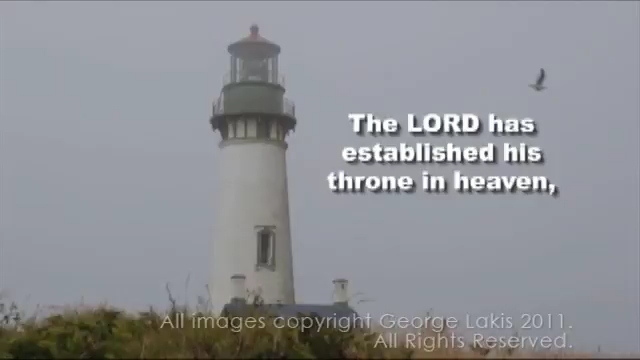 The LORD has
established his
throne in heaven,
All images copyright George Lakis 2011.
All Rights Reserved.